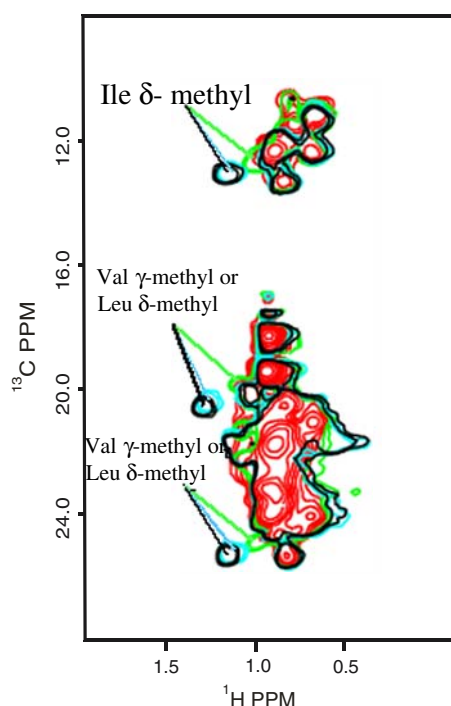 Ile δ- methyl
12.0
16.0
Val γ-methyl or
Leu δ-methyl
¹³C PPM
20.0
Val γ-methyl or
Leu δ-methyl
24.0
1.5 1.0 0.5
¹H PPM